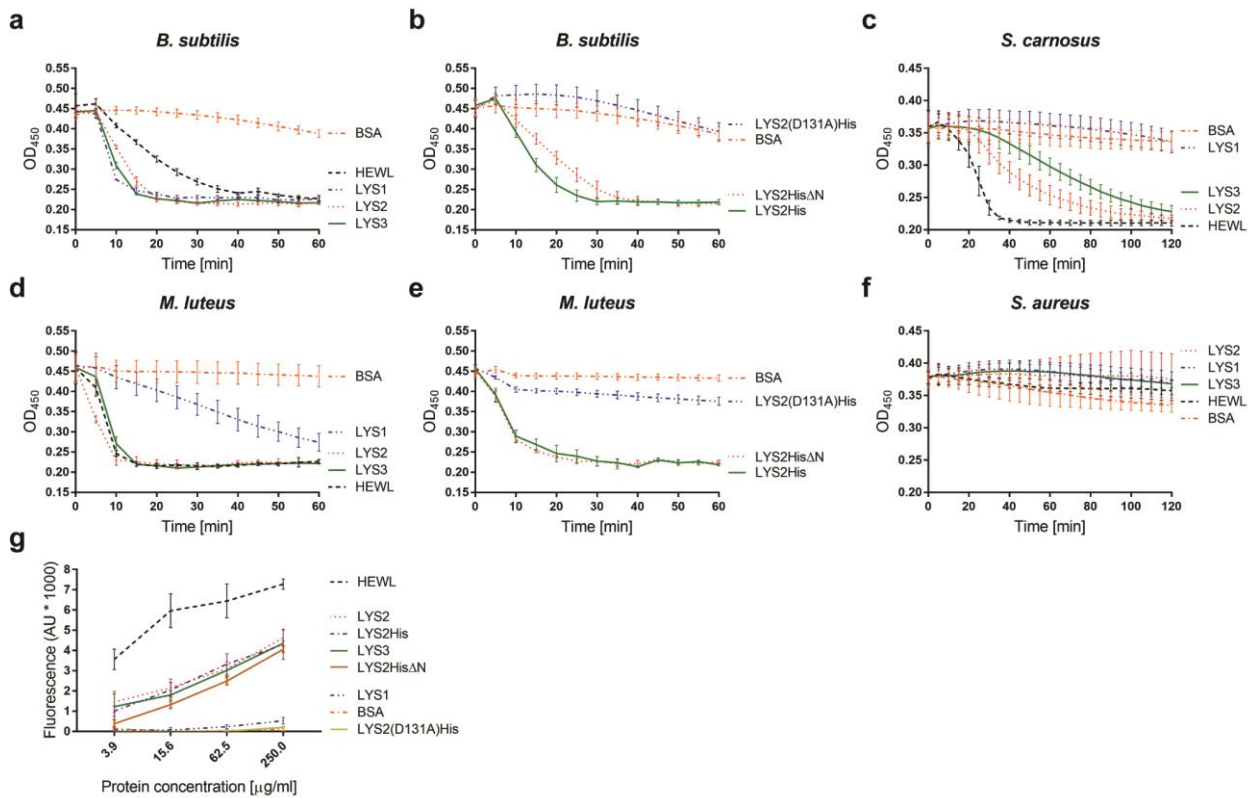 a
B. subtilis
OD450
0.55
0.50
0.45
0.40
0.35
0.30
0.25
0.20
0.15
0 10 20 30 40 50 60
Time [min]
BSA
HEWL
LYS1
LYS2
LYS3
b
B. subtilis
OD450
0.55
0.50
0.45
0.40
0.35
0.30
0.25
0.20
0.15
0 10 20 30 40 50 60
Time [min]
LYS2(D131A)His
BSA
LYS2HisΔN
LYS2His
c
S. carnosus
OD450
0.45
0.40
0.35
0.30
0.25
0.20
0 20 40 60 80 100 120
Time [min]
BSA
LYS1
LYS3
LYS2
HEWL
d
M. luteus
OD450
0.55
0.50
0.45
0.40
0.35
0.30
0.25
0.20
0.15
0 10 20 30 40 50 60
Time [min]
BSA
LYS1
LYS2
LYS3
HEWL
e
M. luteus
OD450
0.55
0.50
0.45
0.40
0.35
0.30
0.25
0.20
0.15
0 10 20 30 40 50 60
Time [min]
BSA
LYS2(D131A)His
LYS2HisΔN
LYS2His
f
S. aureus
OD450
0.45
0.40
0.35
0.30
0.25
0.20
0 20 40 60 80 100 120
Time [min]
LYS2
LYS1
LYS3
HEWL
BSA
g
Fluorescence (AU * 1000)
8
7
6
5
4
3
2
1
0
3.9 15.6 62.5 250.0
Protein concentration [µg/ml]
HEWL
LYS2
LYS2His
LYS3
LYS2HisΔN
LYS1
BSA
LYS2(D131A)His